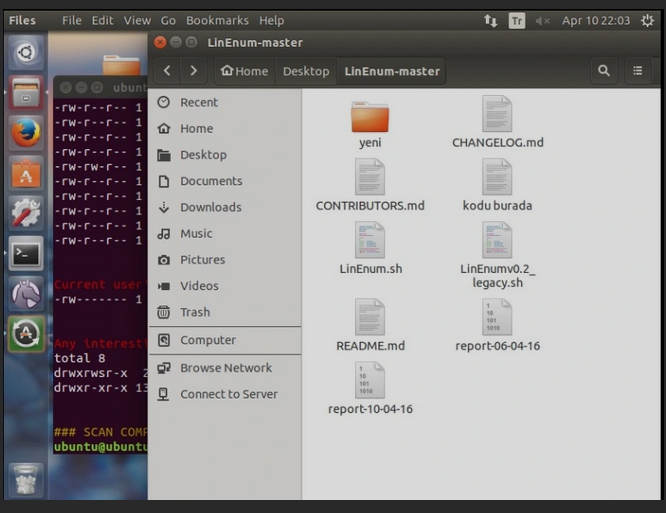 Files
File Edit View Go Bookmarks Help
Tr
Apr 10 22:03
LinEnum-master
Home
Desktop
LinEnum-master
ubunt
-rw-r--r-- 1
-rw-r--r-- 1
-rw-r--r-- 1
-rw-r--r-- 1
-rw-rw-r-- 1
-rw-r--r-- 1
-rw-r--r-- 1
-rw-r--r-- 1
-rw-r--r-- 1
-rw-r--r-- 1
Current user
-rw------- 1
Any interest
total 8
drwxrwsr-x 2
drwxr-xr-x 13
### SCAN COMP
ubuntu@ubuntu
Recent
Home
Desktop
Documents
Downloads
Music
Pictures
Videos
Trash
Computer
Browse Network
Connect to Server
yeni
CHANGELOG.md
CONTRIBUTORS.md
kodu burada
LinEnum.sh
LinEnumv0.2_
legacy.sh
README.md
report-06-04-16
report-10-04-16